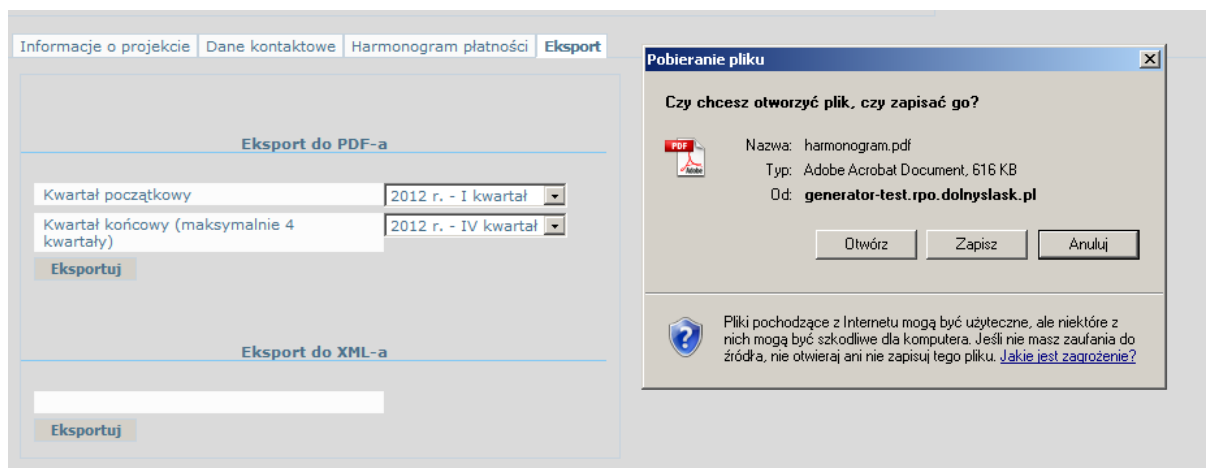 Informacje o projekcie Dane kontaktowe Harmonogram płatności Eksport
Eksport do PDF-a
Kwartał początkowy 2012 r. - I kwartał
Kwartał końcowy (maksymalnie 4
kwartały) 2012 r. - IV kwartał
Eksportuj
Eksport do XML-a
Eksportuj
Pobieranie pliku
Czy chcesz otworzyć plik, czy zapisać go?
PDF
Adobe
Nazwa: harmonogram.pdf
Typ: Adobe Acrobat Document, 616 KB
Od: generator-test.rpo.dolnyslask.pl
Otwórz Zapisz Anuluj
Pliki pochodzące z Internetu mogą być użyteczne, ale niektóre z
nich mogą być szkodliwe dla komputera. Jeśli nie masz zaufania do
źródła, nie otwieraj ani nie zapisuj tego pliku. Jakie jest zagrożenie?